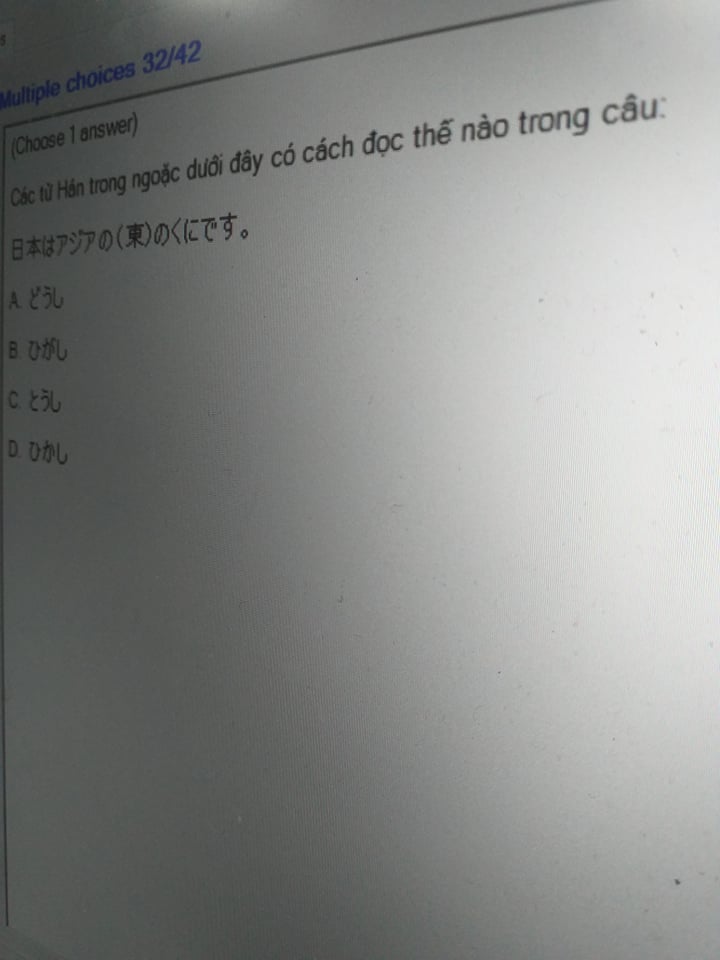 s
Multiple choices 32/42
(Choose 1 answer)
Các từ Hán trong ngoặc dưới đây có cách đọc thế nào trong câu:
日本はアジアの(東)のくにです。
A. どうし
B. ひがし
C. とうし
D. ひかし